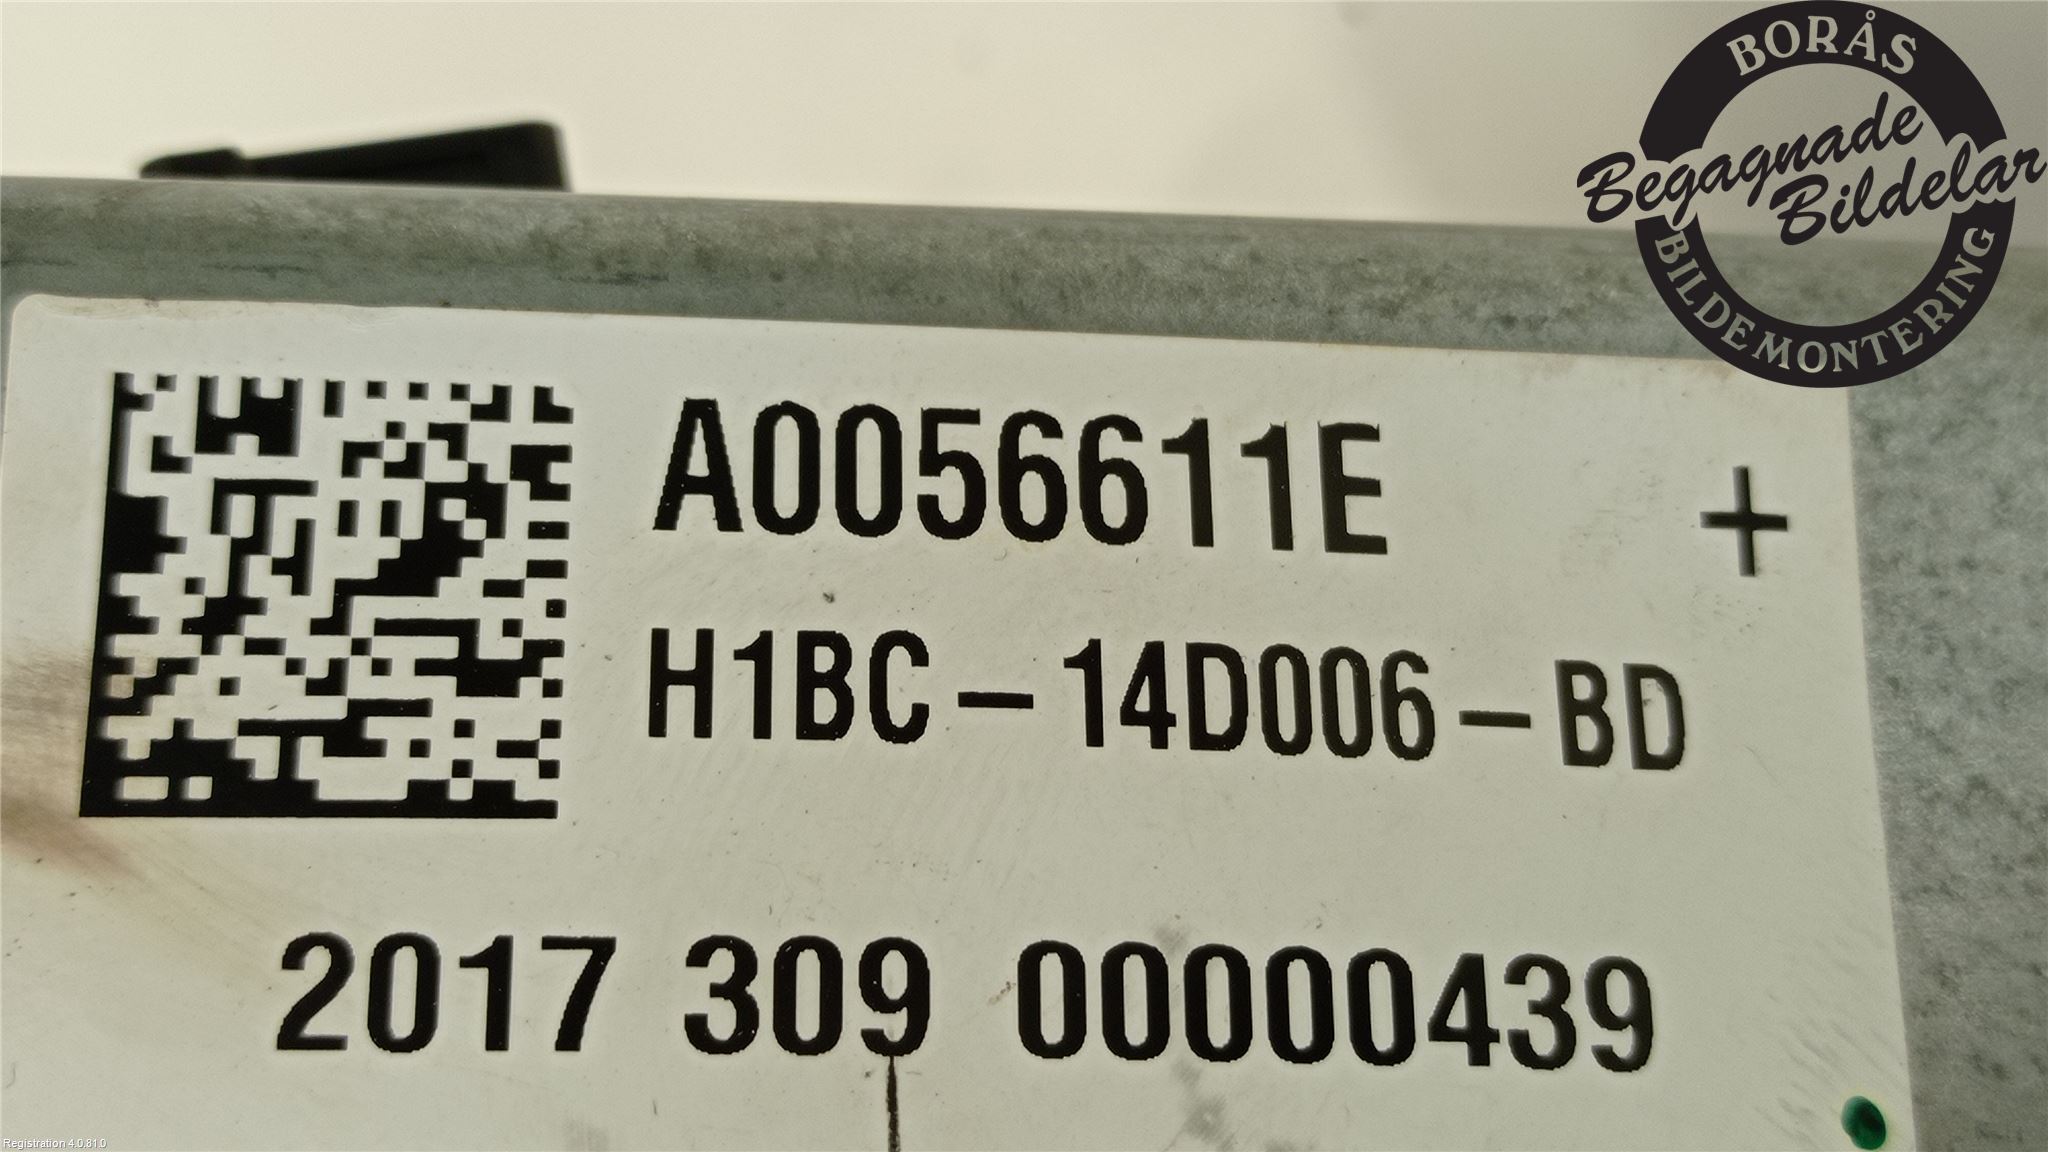 BORÅS
Begagnade
Bildelar
BILDEMONTERING
A0056611E
+
H1BC-14D006-BD
2017 309 00000439
Registration 4.0.81.0